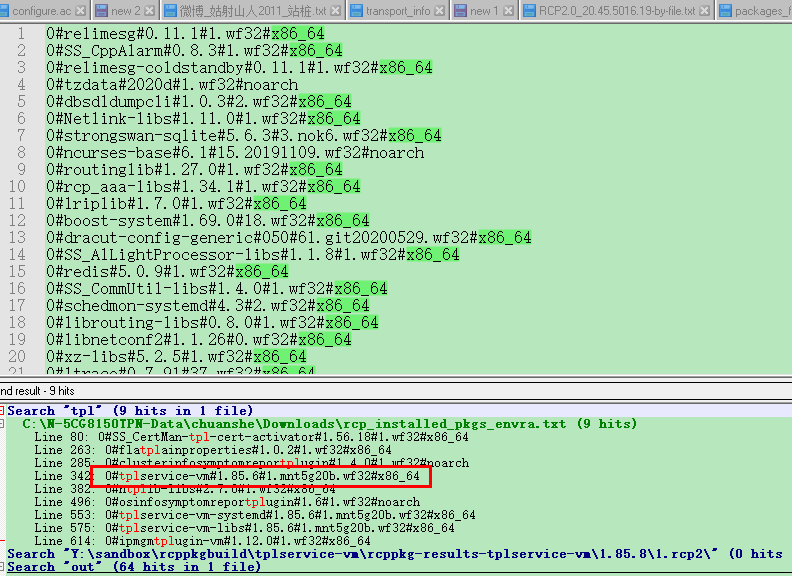 configure.ac new 2 微博_姑射山人2011_站桩.txt transport_info new 1 RCP2.0_20.45.5016.19-by-file.txt packages_f
1 0#relimesg#0.11.1#1.wf32#x86_64
2 0#SS_CppAlarm#0.8.3#1.wf32#x86_64
3 0#relimesg-coldstandby#0.11.1#1.wf32#x86_64
4 0#tzdata#2020d#1.wf32#noarch
5 0#dbsdldumpcli#1.0.3#2.wf32#x86_64
6 0#Netlink-libs#1.11.0#1.wf32#x86_64
7 0#strongswan-sqlite#5.6.3#3.nok6.wf32#x86_64
8 0#ncurses-base#6.1#15.20191109.wf32#noarch
9 0#routinglib#1.27.0#1.wf32#x86_64
10 0#rcp_aaa-libs#1.34.1#1.wf32#x86_64
11 0#lriplib#1.7.0#1.wf32#x86_64
12 0#boost-system#1.69.0#18.wf32#x86_64
13 0#dracut-config-generic#050#61.git20200529.wf32#x86_64
14 0#SS_AlLightProcessor-libs#1.1.8#1.wf32#x86_64
15 0#redis#5.0.9#1.wf32#x86_64
16 0#SS_CommUtil-libs#1.4.0#1.wf32#x86_64
17 0#schedmon-systemd#4.3#2.wf32#x86_64
18 0#librouting-libs#0.8.0#1.wf32#x86_64
19 0#libnetconf2#1.1.26#0.wf32#x86_64
20 0#xz-libs#5.2.5#1.wf32#x86_64
21 0#ltrace#0.7.91#37.wf32#x86_64
nd result - 9 hits
Search "tpl" (9 hits in 1 file)
C:\N-5CG8150TPN-Data\chuanshe\Downloads\rcp_installed_pkgs_envra.txt (9 hits)
Line 80: 0#SS_CertMan-tpl-cert-activator#1.56.18#1.wf32#x86_64
Line 263: 0#flatplainproperties#1.0.2#1.wf32#x86_64
Line 285: 0#clusterinfosymptomreportplugin#1.4.0#1.wf32#noarch
Line 342: 0#tplservice-vm#1.85.6#1.mnt5g20b.wf32#x86_64
Line 382: 0#ntplib-libs#2.7.0#1.wf32#x86_64
Line 496: 0#osinfosymptomreportplugin#1.6#1.wf32#noarch
Line 553: 0#tplservice-vm-systemd#1.85.6#1.mnt5g20b.wf32#x86_64
Line 575: 0#tplservice-vm-libs#1.85.6#1.mnt5g20b.wf32#x86_64
Line 614: 0#ipmgmtplugin-vm#1.12.0#1.wf32#x86_64
Search "Y:\sandbox\rcppkgbuild\tplservice-vm\rcppkg-results-tplservice-vm\1.85.8\1.rcp2\" (0 hits
Search "out" (64 hits in 1 file)